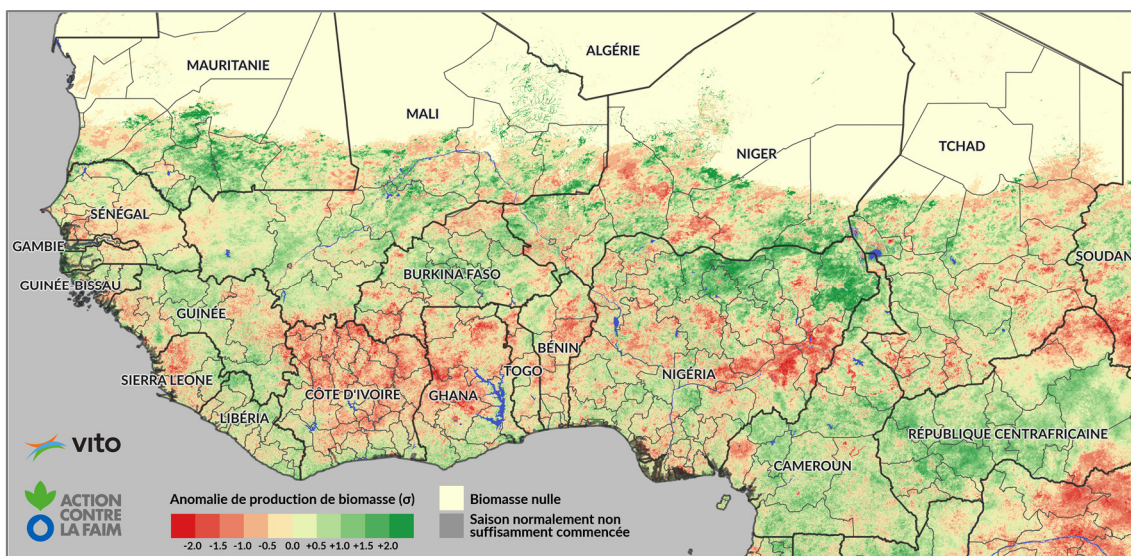 ALGÉRIE
MAURITANIE
MALI
NIGER
TCHAD
SÉNÉGAL
GAMBIE
SOUDAN
BURKINA FASO
GUINÉE-BISSAU
GUINÉE
BÉNIN
TOGO
NIGÉRIA
SIERRA LEONE
CÔTE D'IVOIRE
GHANA
LIBÉRIA
RÉPUBLIQUE CENTRAFRICAINE
CAMEROUN
vito
ACTION
CONTRE
LA FAIM
Anomalie de production de biomasse (σ)
-2.0 -1.5 -1.0 -0.5 0.0 +0.5 +1.0 +1.5 +2.0
Biomasse nulle
Saison normalement non
suffisamment commencée